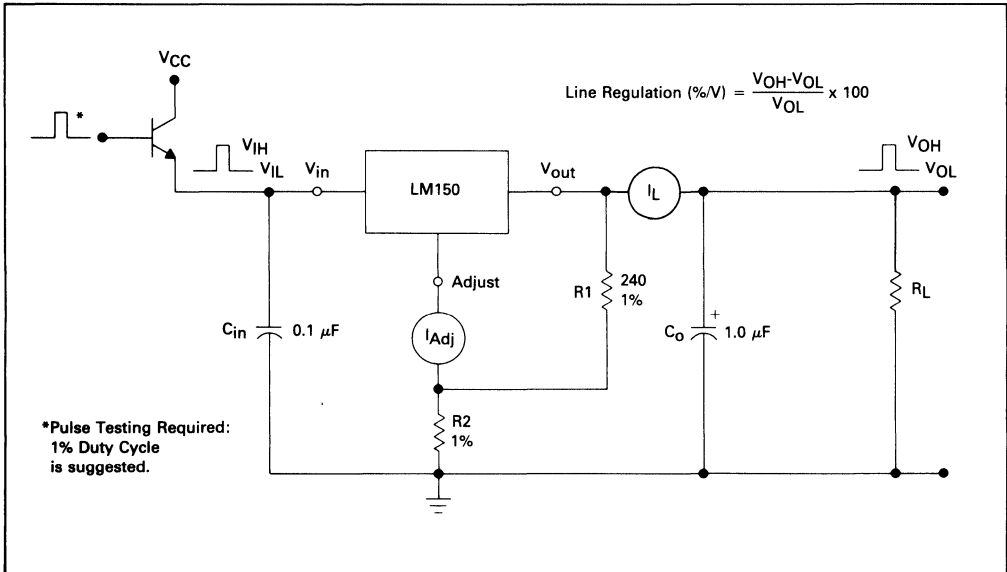 VCC
Line Regulation (%/V) = VOH-VOL / VOL x 100
*
VIH
VIL
Vin
LM150
Vout
IL
VOH
VOL
Adjust
R1
240
1%
RL
Cin
0.1 μF
IAdj
CO
+
1.0 μF
R2
1%
*Pulse Testing Required:
1% Duty Cycle
is suggested.